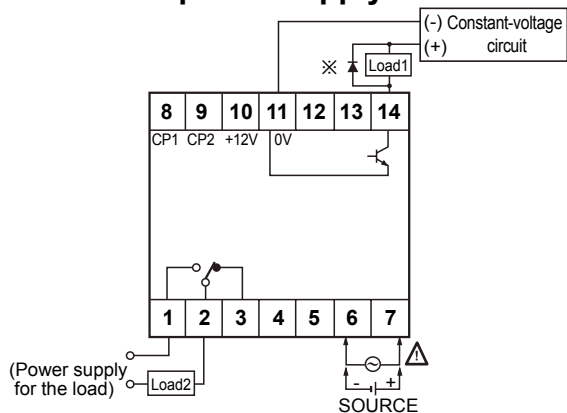 (-) Constant-voltage
(+) circuit
※ Load1
8 9 10 11 12 13 14
CP1 CP2 +12V 0V
1 2 3 4 5 6 7
(Power supply
for the load)
Load2
!
- +
SOURCE